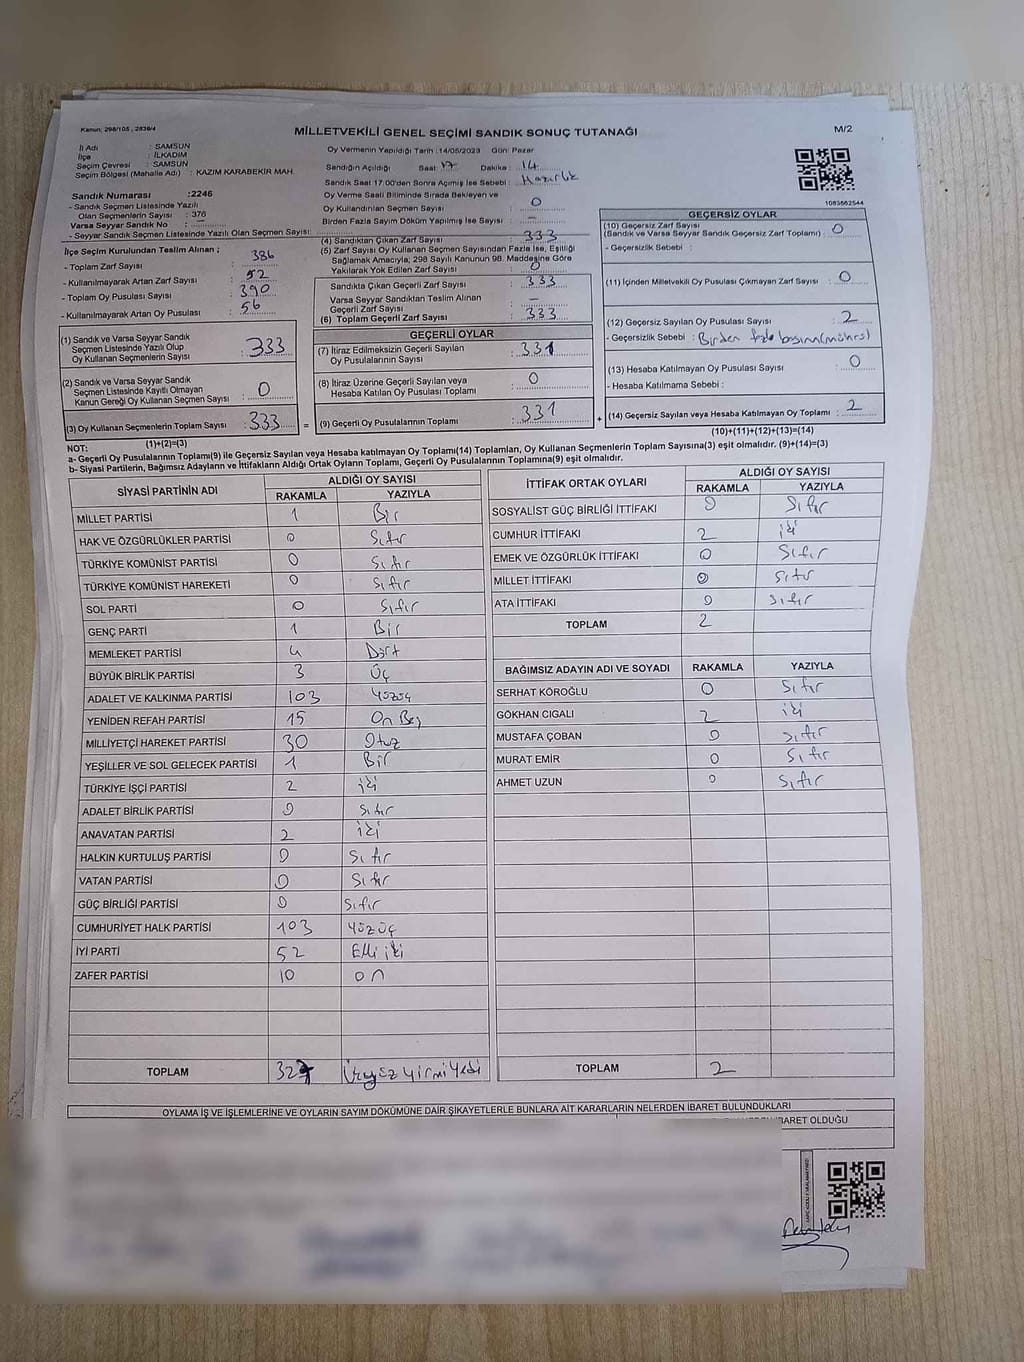 Kanun; 298/105, 2839/4
MİLLETVEKİLİ GENEL SEÇİMİ SANDIK SONUÇ TUTANAĞI
M/2
İl Adı : SAMSUN
İlçe : İLKADIM
Seçim Çevresi : SAMSUN
Seçim Bölgesi (Mahalle Adı) : KAZIM KARABEKİR MAH.
Sandık Numarası :2246
- Sandık Seçmen Listesinde Yazılı
Olan Seçmenlerin Sayısı : 376
Varsa Seyyar Sandık No : —
- Seyyar Sandık Seçmen Listesinde Yazılı Olan Seçmen Sayısı:
Oy Vermenin Yapıldığı Tarih :14/05/2023 Gün: Pazar
Sandığın Açıldığı Saat: 17 Dakika : 14
Sandık Saat 17:00'den Sonra Açılmış İse Sebebi : Hazırlık
Oy Verme Saati Bitiminde Sırada Bekleyen ve
Oy Kullandırılan Seçmen Sayısı : 0
Birden Fazla Sayım Döküm Yapılmış İse Sayısı : —
1083662544
İlçe Seçim Kurulundan Teslim Alınan ;
- Toplam Zarf Sayısı : 386
- Kullanılmayarak Artan Zarf Sayısı : 52
- Toplam Oy Pusulası Sayısı : 390
- Kullanılmayarak Artan Oy Pusulası : 56
(4) Sandıktan Çıkan Zarf Sayısı : 333
(5) Zarf Sayısı Oy Kullanan Seçmen Sayısından Fazla İse, Eşitliği
Sağlamak Amacıyla; 298 Sayılı Kanunun 98. Maddesine Göre
Yakılarak Yok Edilen Zarf Sayısı : 0
Sandıkta Çıkan Geçerli Zarf Sayısı : 333
Varsa Seyyar Sandıktan Teslim Alınan
Geçerli Zarf Sayısı : —
(6) Toplam Geçerli Zarf Sayısı : 333
GEÇERSİZ OYLAR
(10) Geçersiz Zarf Sayısı
(Sandık ve Varsa Seyyar Sandık Geçersiz Zarf Toplamı) : 0
- Geçersizlik Sebebi :
(11) İçinden Milletvekili Oy Pusulası Çıkmayan Zarf Sayısı : 0
(12) Geçersiz Sayılan Oy Pusulası Sayısı : 2
- Geçersizlik Sebebi : Birden fazla basım(mühre)
(13) Hesaba Katılmayan Oy Pusulası Sayısı : 0
- Hesaba Katılmama Sebebi :
(14) Geçersiz Sayılan veya Hesaba Katılmayan Oy Toplamı : 2
(10)+(11)+(12)+(13)=(14)
(1) Sandık ve Varsa Seyyar Sandık
Seçmen Listesinde Yazılı Olup
Oy Kullanan Seçmenlerin Sayısı : 333
(2) Sandık ve Varsa Seyyar Sandık
Seçmen Listesinde Kayıtlı Olmayan
Kanun Gereği Oy Kullanan Seçmen Sayısı : 0
(3) Oy Kullanan Seçmenlerin Toplam Sayısı : 333
(1)+(2)=(3)
GEÇERLİ OYLAR
(7) İtiraz Edilmeksizin Geçerli Sayılan
Oy Pusulalarının Sayısı : 331
(8) İtiraz Üzerine Geçerli Sayılan veya
Hesaba Katılan Oy Pusulası Toplamı : 0
(9) Geçerli Oy Pusulalarının Toplamı : 331
NOT:
a- Geçerli Oy Pusulasının Toplamı(9) ile Geçersiz Sayılan veya Hesaba katılmayan Oy Toplamı(14) Toplamları, Oy Kullanan Seçmenlerin Toplam Sayısına(3) eşit olmalıdır. (9)+(14)=(3)
b- Siyasi Partilerin, Bağımsız Adayların ve İttifakların Aldığı Ortak Oyların Toplamı, Geçerli Oy Pusulalarının Toplamına(9) eşit olmalıdır.
SİYASİ PARTİNİN ADI ALDIĞI OY SAYISI
RAKAMLA YAZIYLA
MİLLET PARTİSİ 1 Bir
HAK VE ÖZGÜRLÜKLER PARTİSİ 0 Sıfır
TÜRKİYE KOMÜNİST PARTİSİ 0 Sıfır
TÜRKİYE KOMÜNİST HAREKETİ 0 Sıfır
SOL PARTİ 0 Sıfır
GENÇ PARTİ 1 Bir
MEMLEKET PARTİSİ 4 Dört
BÜYÜK BİRLİK PARTİSİ 3 Üç
ADALET VE KALKINMA PARTİSİ 103 Yüzüç
YENİDEN REFAH PARTİSİ 15 On Beş
MİLLİYETÇİ HAREKET PARTİSİ 30 Otuz
YEŞİLLER VE SOL GELECEK PARTİSİ 1 Bir
TÜRKİYE İŞÇİ PARTİSİ 2 iki
ADALET BİRLİK PARTİSİ 0 Sıfır
ANAVATAN PARTİSİ 2 iki
HALKIN KURTULUŞ PARTİSİ 0 Sıfır
VATAN PARTİSİ 0 Sıfır
GÜÇ BİRLİĞİ PARTİSİ 0 Sıfır
CUMHURİYET HALK PARTİSİ 103 Yüzüç
İYİ PARTİ 52 Elli iki
ZAFER PARTİSİ 10 on
TOPLAM 327 Üçyüz Yirmi Yedi
İTTİFAK ORTAK OYLARI ALDIĞI OY SAYISI
RAKAMLA YAZIYLA
SOSYALİST GÜÇ BİRLİĞİ İTTİFAKI 0 Sıfır
CUMHUR İTTİFAKI 2 iki
EMEK VE ÖZGÜRLÜK İTTİFAKI 0 Sıfır
MİLLET İTTİFAKI 0 Sıfır
ATA İTTİFAKI 0 Sıfır
TOPLAM 2
BAĞIMSIZ ADAYIN ADI VE SOYADI RAKAMLA YAZIYLA
SERHAT KÖROĞLU 0 Sıfır
GÖKHAN CIGALI 2 iki
MUSTAFA ÇOBAN 0 Sıfır
MURAT EMİR 0 Sıfır
AHMET UZUN 0 Sıfır
TOPLAM 2
OYLAMA İŞ VE İŞLEMLERİNE VE OYLARIN SAYIM DÖKÜMÜNE DAİR ŞİKAYETLERLE BUNLARA AİT KARARLARIN NELERDEN İBARET BULUNDUKLARI
İBARET OLDUĞU